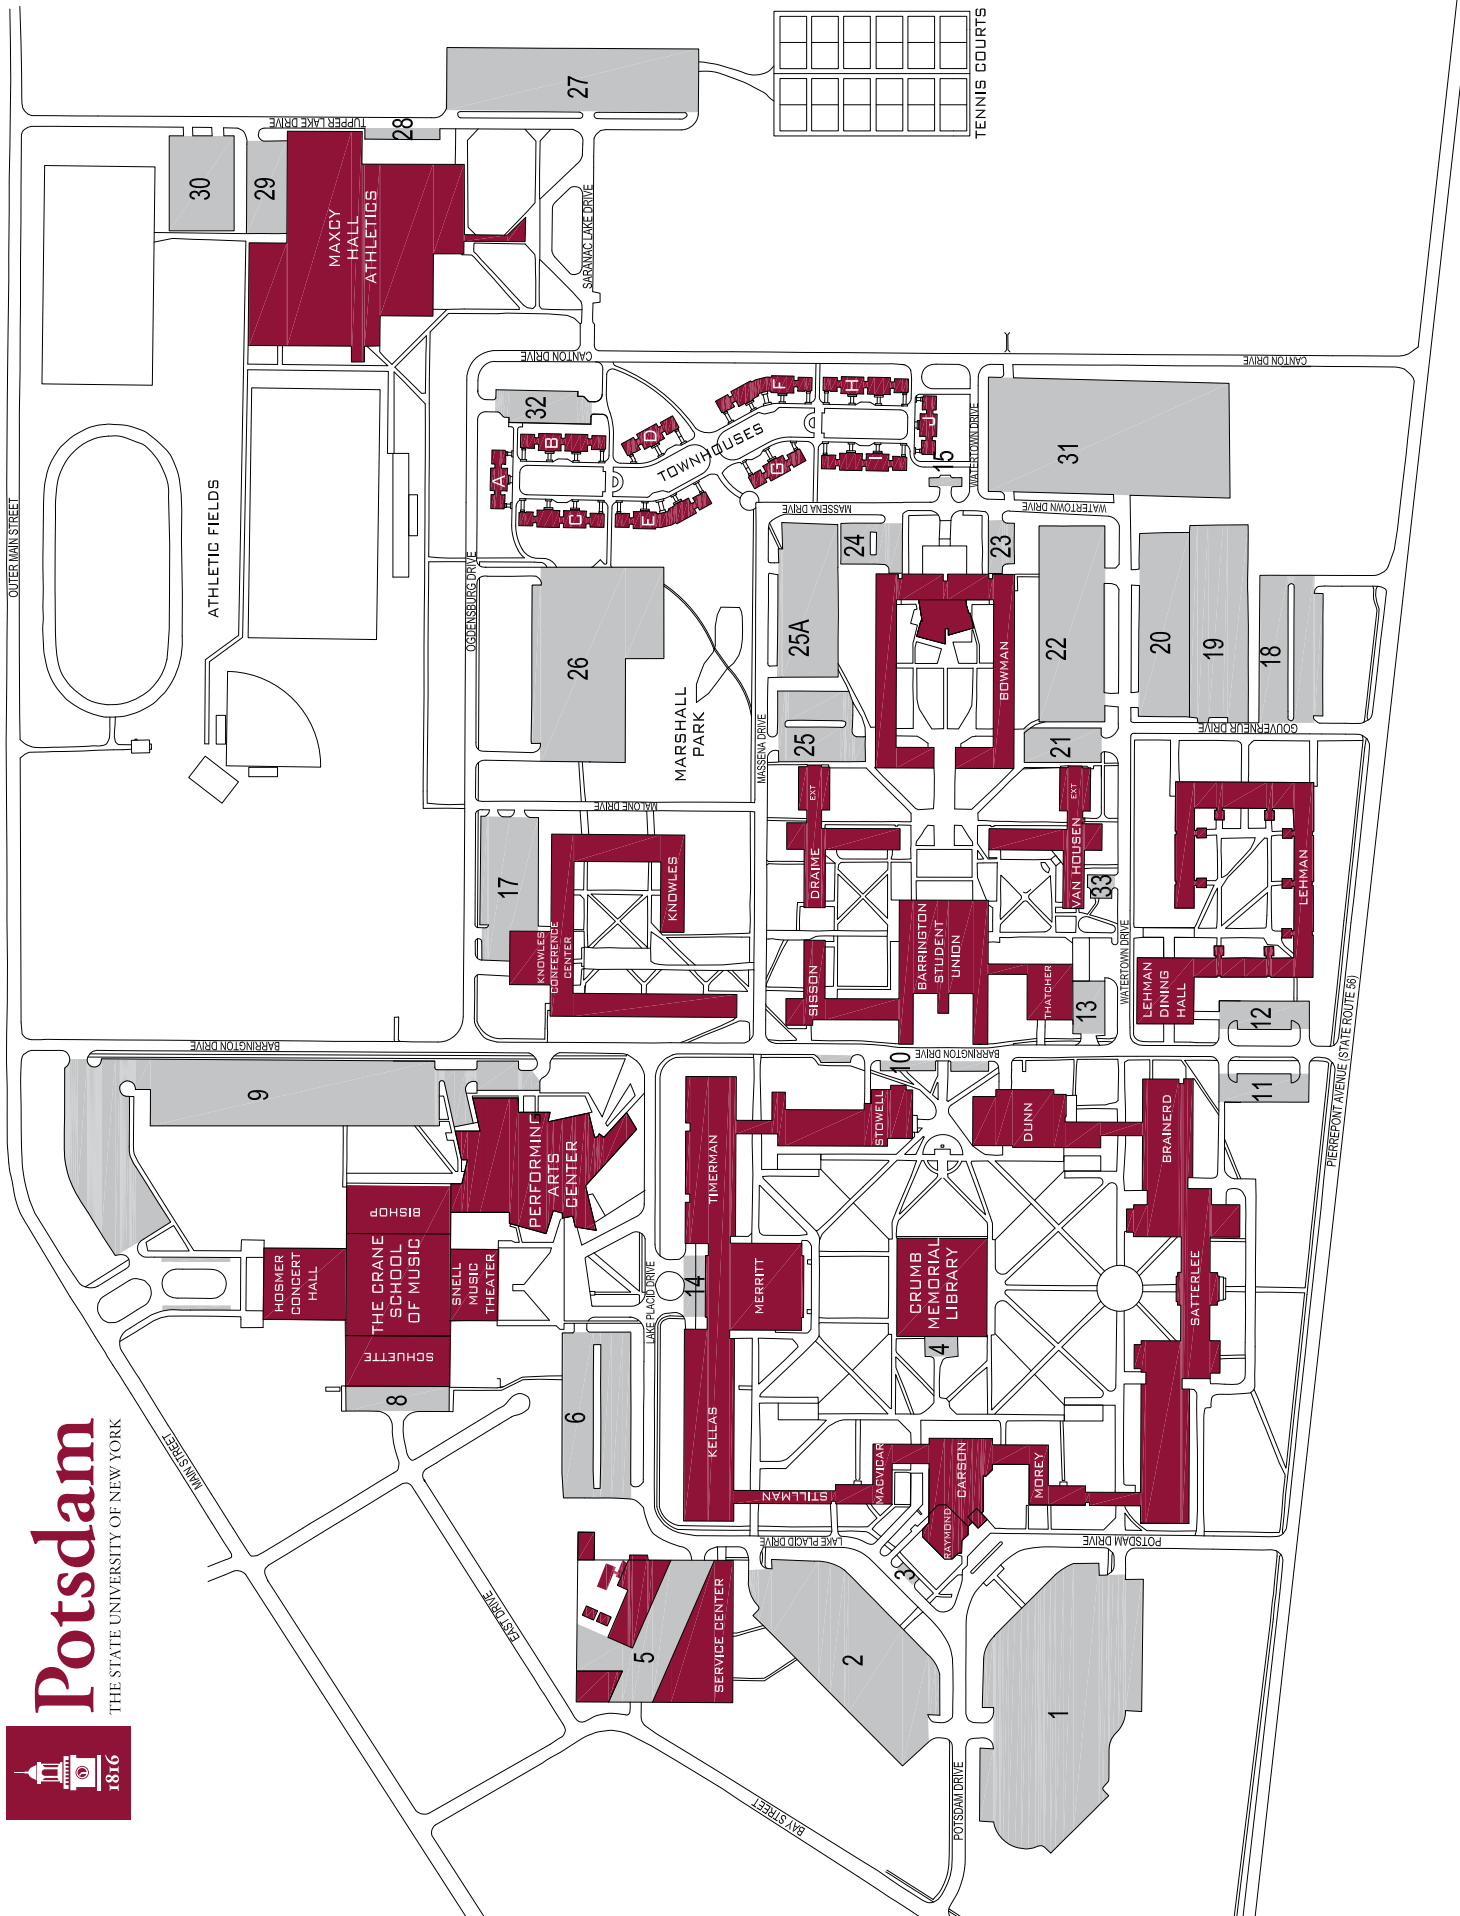 Potsdam
THE STATE UNIVERSITY OF NEW YORK
1816
OUTER MAIN STREET
MAIN STREET
EAST DRIVE
BAY STREET
POTSDAM DRIVE
POTSDAM DRIVE
LAKE PLACID DRIVE
LAKE PLACID DRIVE
BARRINGTON DRIVE
BARRINGTON DRIVE
OGDENSBURG DRIVE
MALONE DRIVE
MASSENA DRIVE
MASSENA DRIVE
CANTON DRIVE
CANTON DRIVE
SARANAC LAKE DRIVE
TUPPER LAKE DRIVE
WATERTOWN DRIVE
WATERTOWN DRIVE
WATERTOWN DRIVE
GOUVERNEUR DRIVE
PIERREPONT AVENUE (STATE ROUTE 56)
ATHLETIC FIELDS
TENNIS COURTS
MAXCY
HALL
ATHLETICS
MARSHALL
PARK
TOWNHOUSES
A
B
C
D
E
F
G
H
I
J
HOSMER
CONCERT
HALL
THE CRANE
SCHOOL
OF MUSIC
BISHOP
SCHUETTE
SNELL
MUSIC
THEATER
PERFORMING
ARTS
CENTER
KNOWLES
CONFERENCE
CENTER
KNOWLES
TIMERMAN
MERRITT
KELLAS
STILLMAN
MACVICAR
CARSON
RAYMOND
MOREY
CRUMB
MEMORIAL
LIBRARY
STOWELL
DUNN
BRAINERD
SATTERLEE
SERVICE CENTER
SISSON
DRAIME
EXT
BARRINGTON
STUDENT
UNION
THATCHER
VAN HOUSEN
EXT
BOWMAN
LEHMAN
DINING
HALL
LEHMAN
1
2
3
4
5
6
8
9
10
11
12
13
14
15
17
18
19
20
21
22
23
24
25
25A
26
27
28
29
30
31
32
33